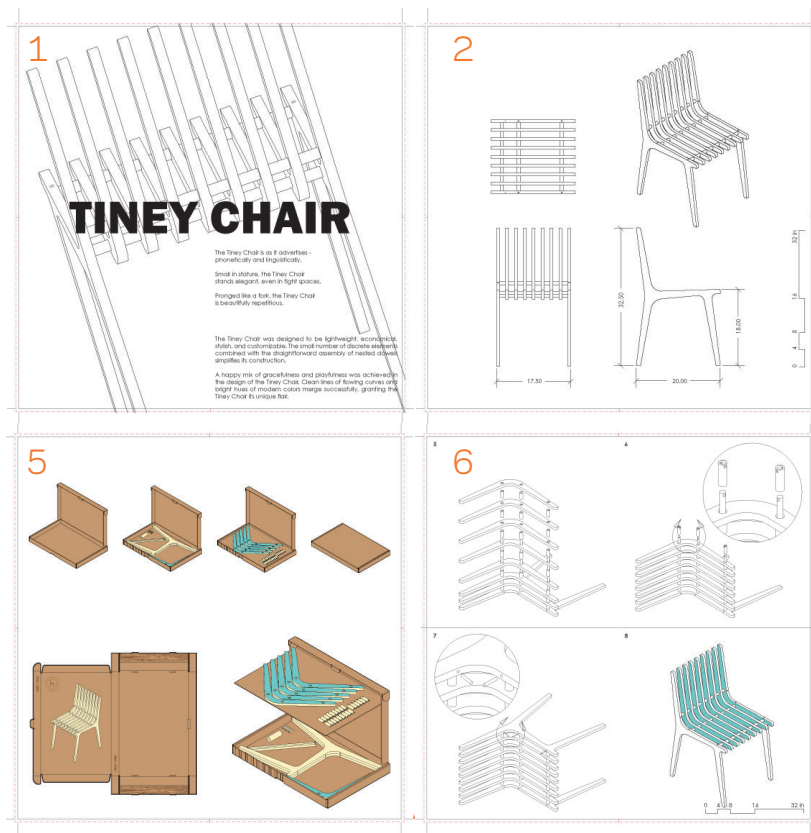 1
TINEY CHAIR
The Tiney Chair is as it advertises -
phonetically and lingyistically.
Small in stature, the Tiney Chair
stands elegant, even in tight spaces.
Pronged like a fork, the Tiney Chair
is beautifully repetitious.
The Tiney Chair was designed to be lightweight, economical,
stylish, and customizable. The small number of discrete elements
combined with the straightforward assembly of nested dowels
simplifies its construction.
A happy mix of gracefulness and playfulness was achieved in
the design of the Tiney Chair. Clean lines of flowing curves and
bright hues of modern colors merge successfully, granting the
Tiney Chair its unique flair.
2
32.50
18.00
17.50
20.00
32 in
16
8
4
0
5
6
5
6
7
8
0 4 8 16 32 in